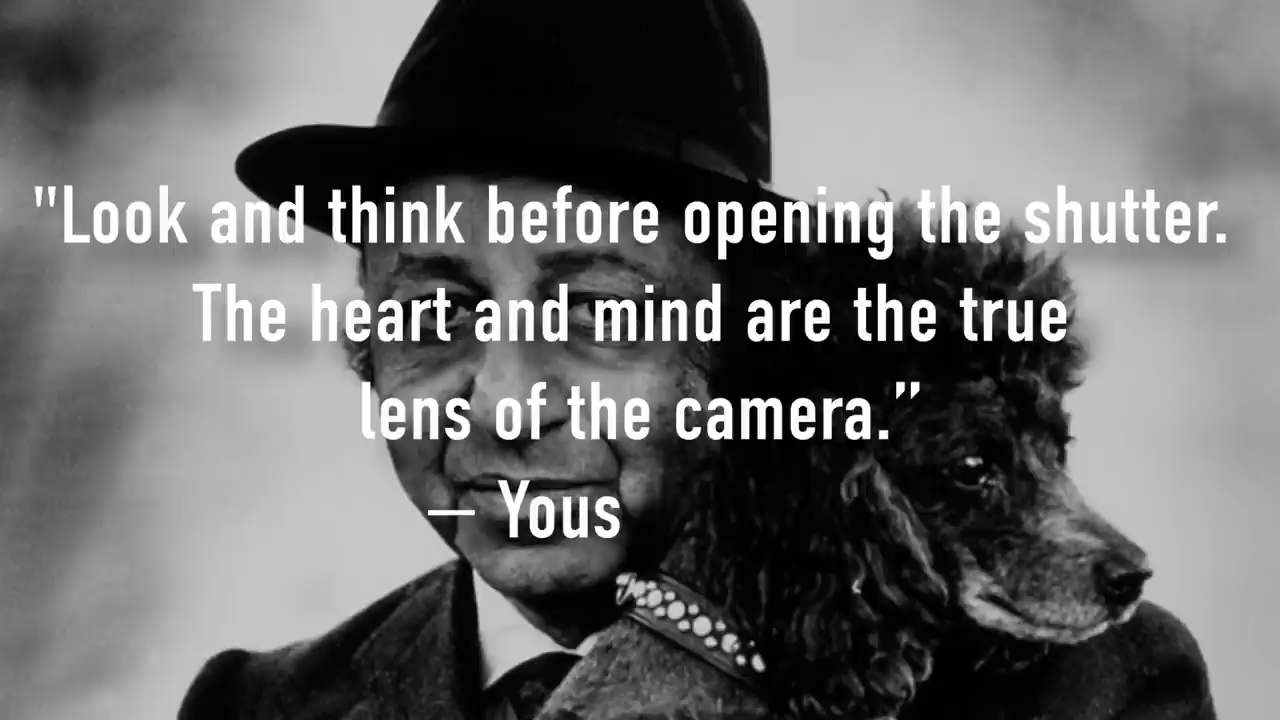 "Look and think before opening the shutter.
The heart and mind are the true
lens of the camera.”
— Yous